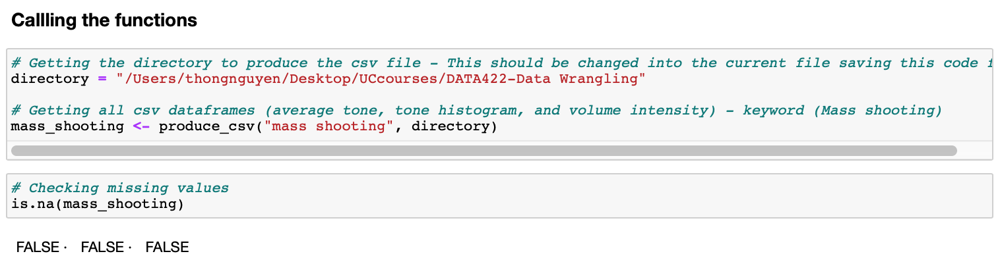 Callling the functions
# Getting the directory to produce the csv file – This should be changed into the current file saving this code
directory = "/Users/thongnguyen/Desktop/UCcourses/DATA422-Data Wrangling"
# Getting all csv dataframes (average tone, tone histogram, and volume intensity) – keyword (Mass shooting)
mass_shooting <- produce_csv("mass shooting", directory)
# Checking missing values
is.na(mass_shooting)
FALSE · FALSE · FALSE